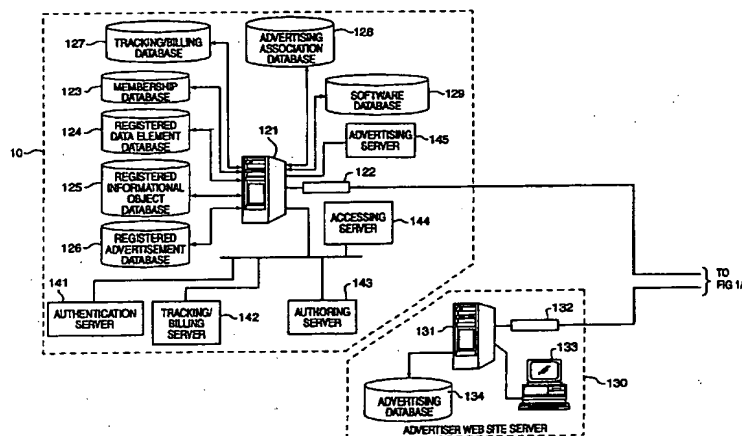 127
TRACKING/BILLING
DATABASE
128
ADVERTISING
ASSOCIATION
DATABASE
123
MEMBERSHIP
DATABASE
SOFTWARE
DATABASE
129
124
REGISTERED
DATA ELEMENT
DATABASE
121
ADVERTISING
SERVER
145
10
125
REGISTERED
INFORMATIONAL
OBJECT
DATABASE
122
ACCESSING
SERVER
144
126
REGISTERED
ADVERTISEMENT
DATABASE
TO
FIG 1A
141
AUTHENTICATION
SERVER
TRACKING/
BILLING
SERVER
142
AUTHORING
SERVER
143
131
132
133
130
ADVERTISING
DATABASE
134
ADVERTISER WEB SITE SERVER